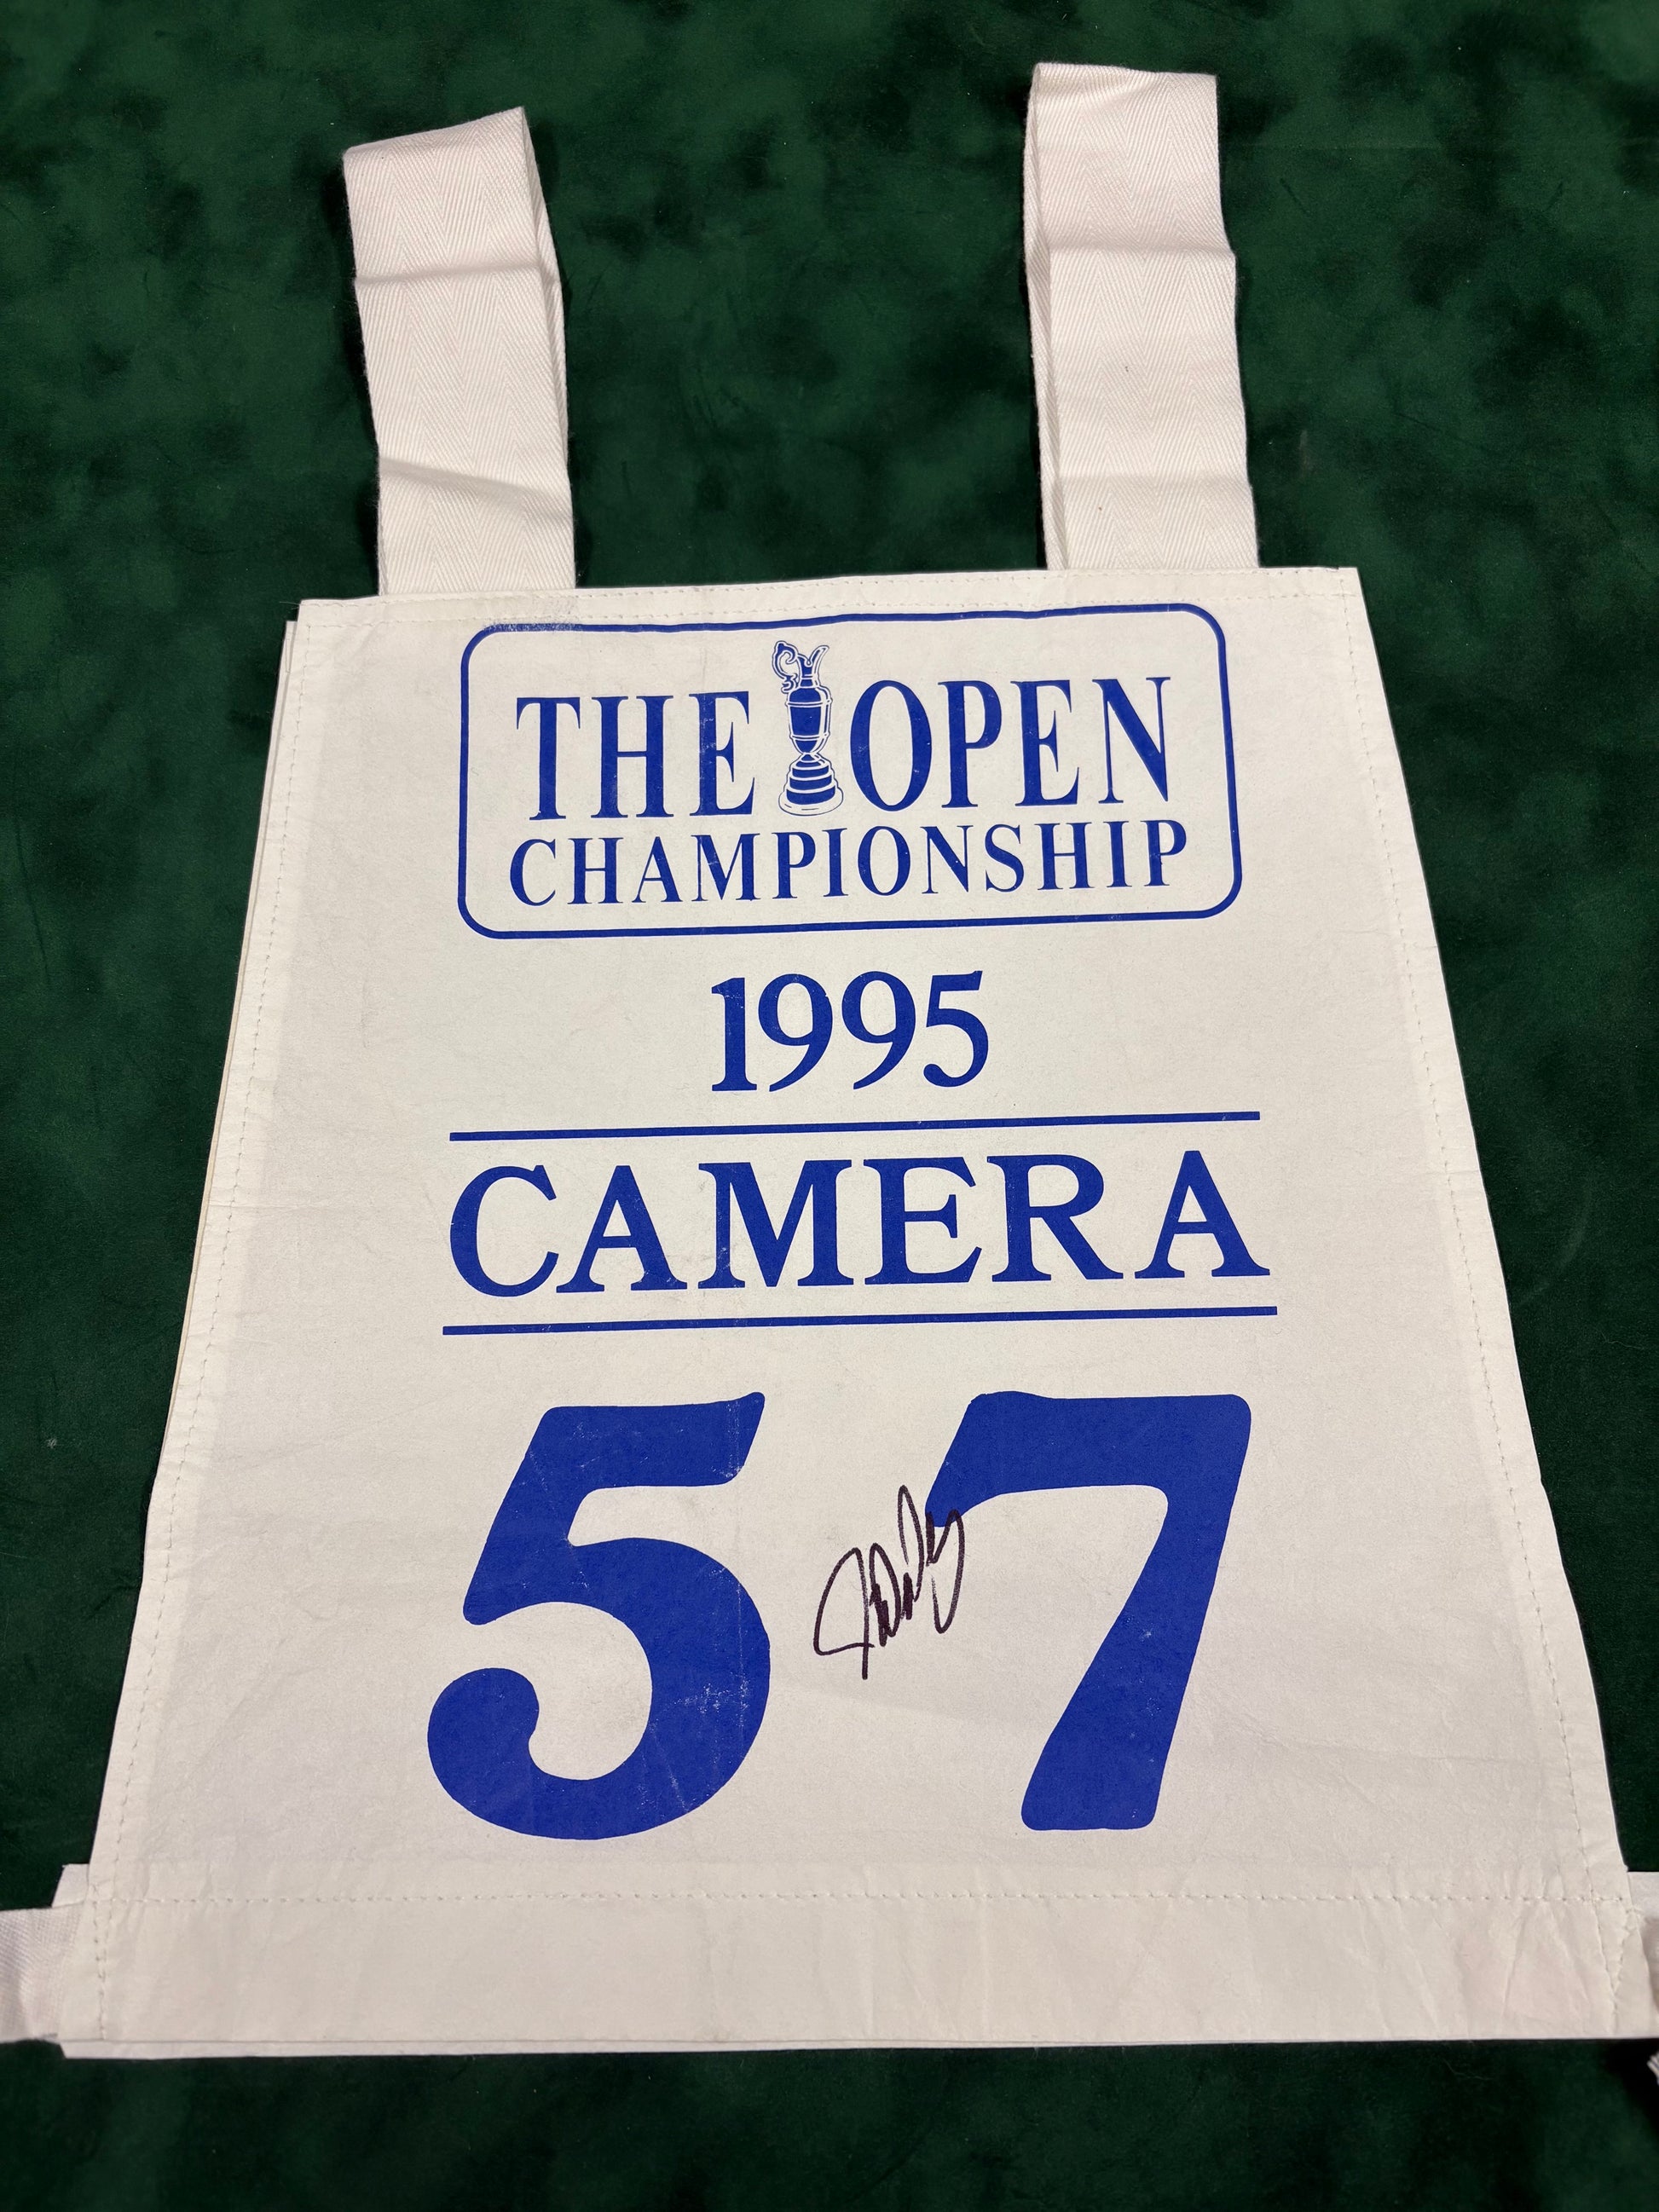 THE OPEN
CHAMPIONSHIP
1995
CAMERA
57